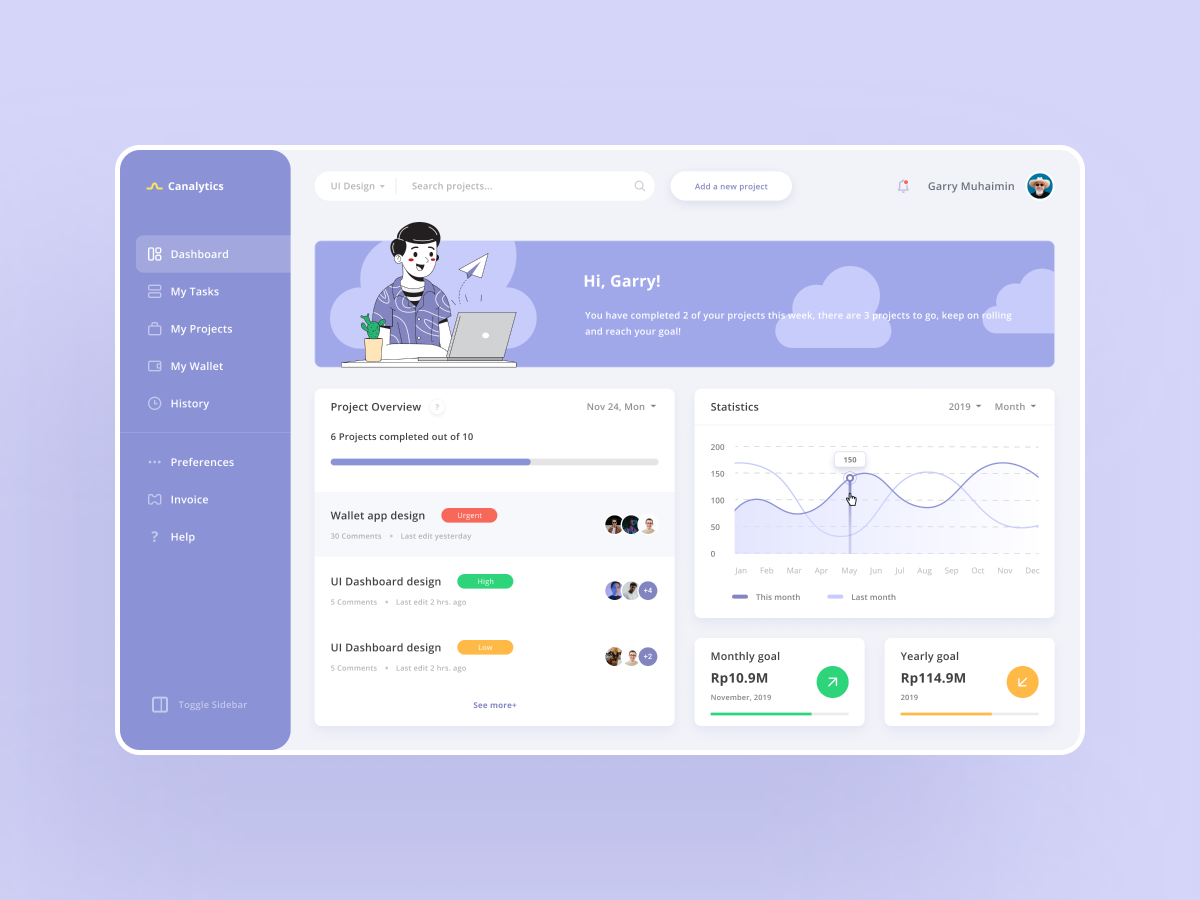 Canalytics
Dashboard
My Tasks
My Projects
My Wallet
History
Preferences
Invoice
? Help
Toggle Sidebar
UI Design
Search projects...
Add a new project
Garry Muhaimin
Hi, Garry!
You have completed 2 of your projects this week, there are 3 projects to go, keep on rolling
and reach your goal!
Project Overview ?
Nov 24, Mon
6 Projects completed out of 10
Wallet app design Urgent
30 Comments • Last edit yesterday
UI Dashboard design High
5 Comments • Last edit 2 hrs. ago
+4
UI Dashboard design Low
5 Comments • Last edit 2 hrs. ago
+2
See more+
Statistics
2019 Month
200
150
100
50
0
150
Jan Feb Mar Apr May Jun Jul Aug Sep Oct Nov Dec
This month Last month
Monthly goal
Rp10.9M
November, 2019
Yearly goal
Rp114.9M
2019